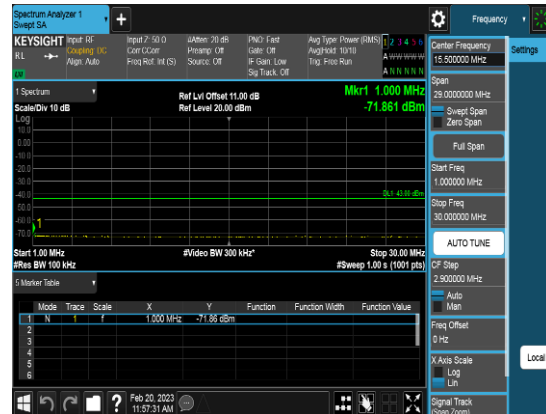 Spectrum Analyzer 1
Swept SA
+
Frequency
KEYSIGHT
RL
Input: RF
Coupling: DC
Align: Auto
Input Z: 50 Ω
Corr CCorr
Freq Ref: Int (S)
#Atten: 20 dB
Preamp: Off
Source: Off
PNO: Fast
Gate: Off
IF Gain: Low
Sig Track: Off
Avg Type: Power (RMS)
Avg|Hold: 10/10
Trig: Free Run
1 2 3 4 5 6
A W W W W W
A N N N N N
1 Spectrum
Scale/Div 10 dB
Ref Lvl Offset 11.00 dB
Ref Level 20.00 dBm
Mkr1 1.000 MHz
-71.861 dBm
Log
10.0
0.00
-10.0
-20.0
-30.0
-40.0
-50.0
-60.0
-70.0
DL1 -43.00 dBm
1
Start 1.00 MHz
#Res BW 100 kHz
#Video BW 300 kHz*
Stop 30.00 MHz
#Sweep 1.00 s (1001 pts)
5 Marker Table
Mode Trace Scale X Y Function Function Width Function Value
1 N 1 f 1.000 MHz -71.86 dBm
2
3
4
5
6
Feb 20, 2023
11:57:31 AM
Center Frequency
15.500000 MHz
Settings
Span
29.0000000 MHz
Swept Span
Zero Span
Full Span
Start Freq
1.000000 MHz
Stop Freq
30.000000 MHz
AUTO TUNE
CF Step
2.900000 MHz
Auto
Man
Freq Offset
0 Hz
X Axis Scale
Log
Lin
Local
Signal Track
(Span Zoom)